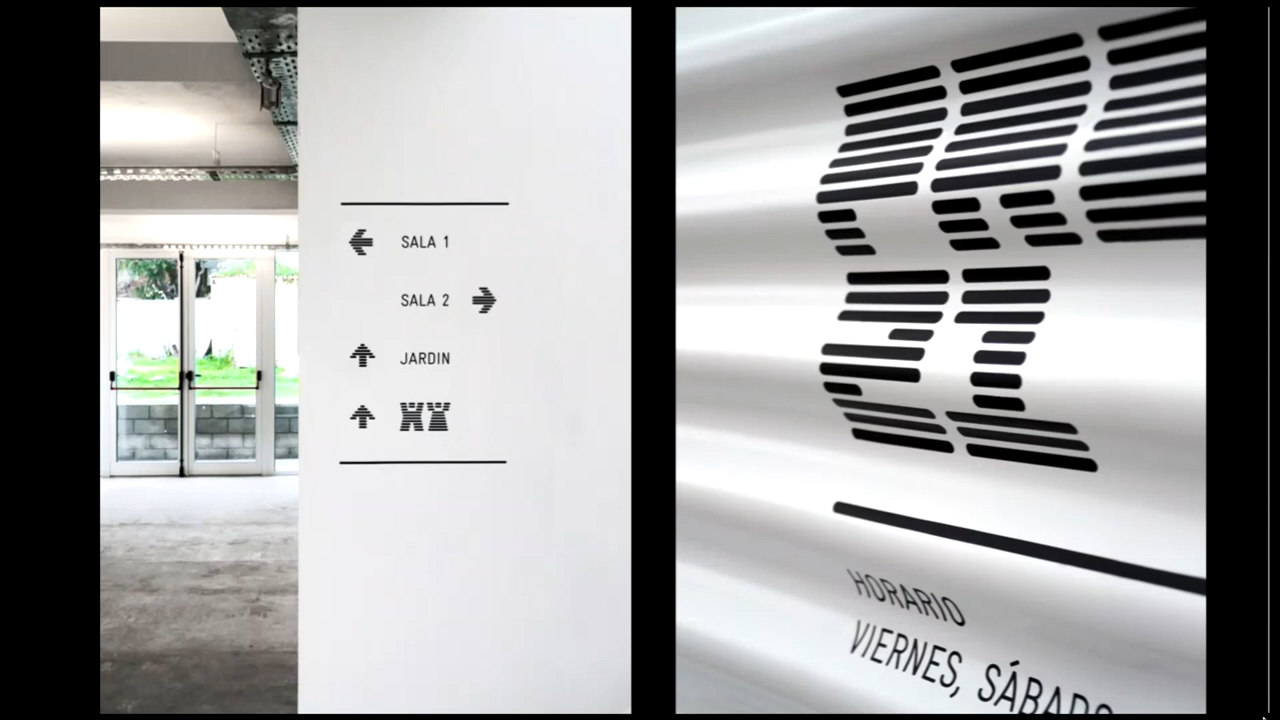 SALA 1
SALA 2
JARDIN
HORARIO
VIERNES, SÁBADO